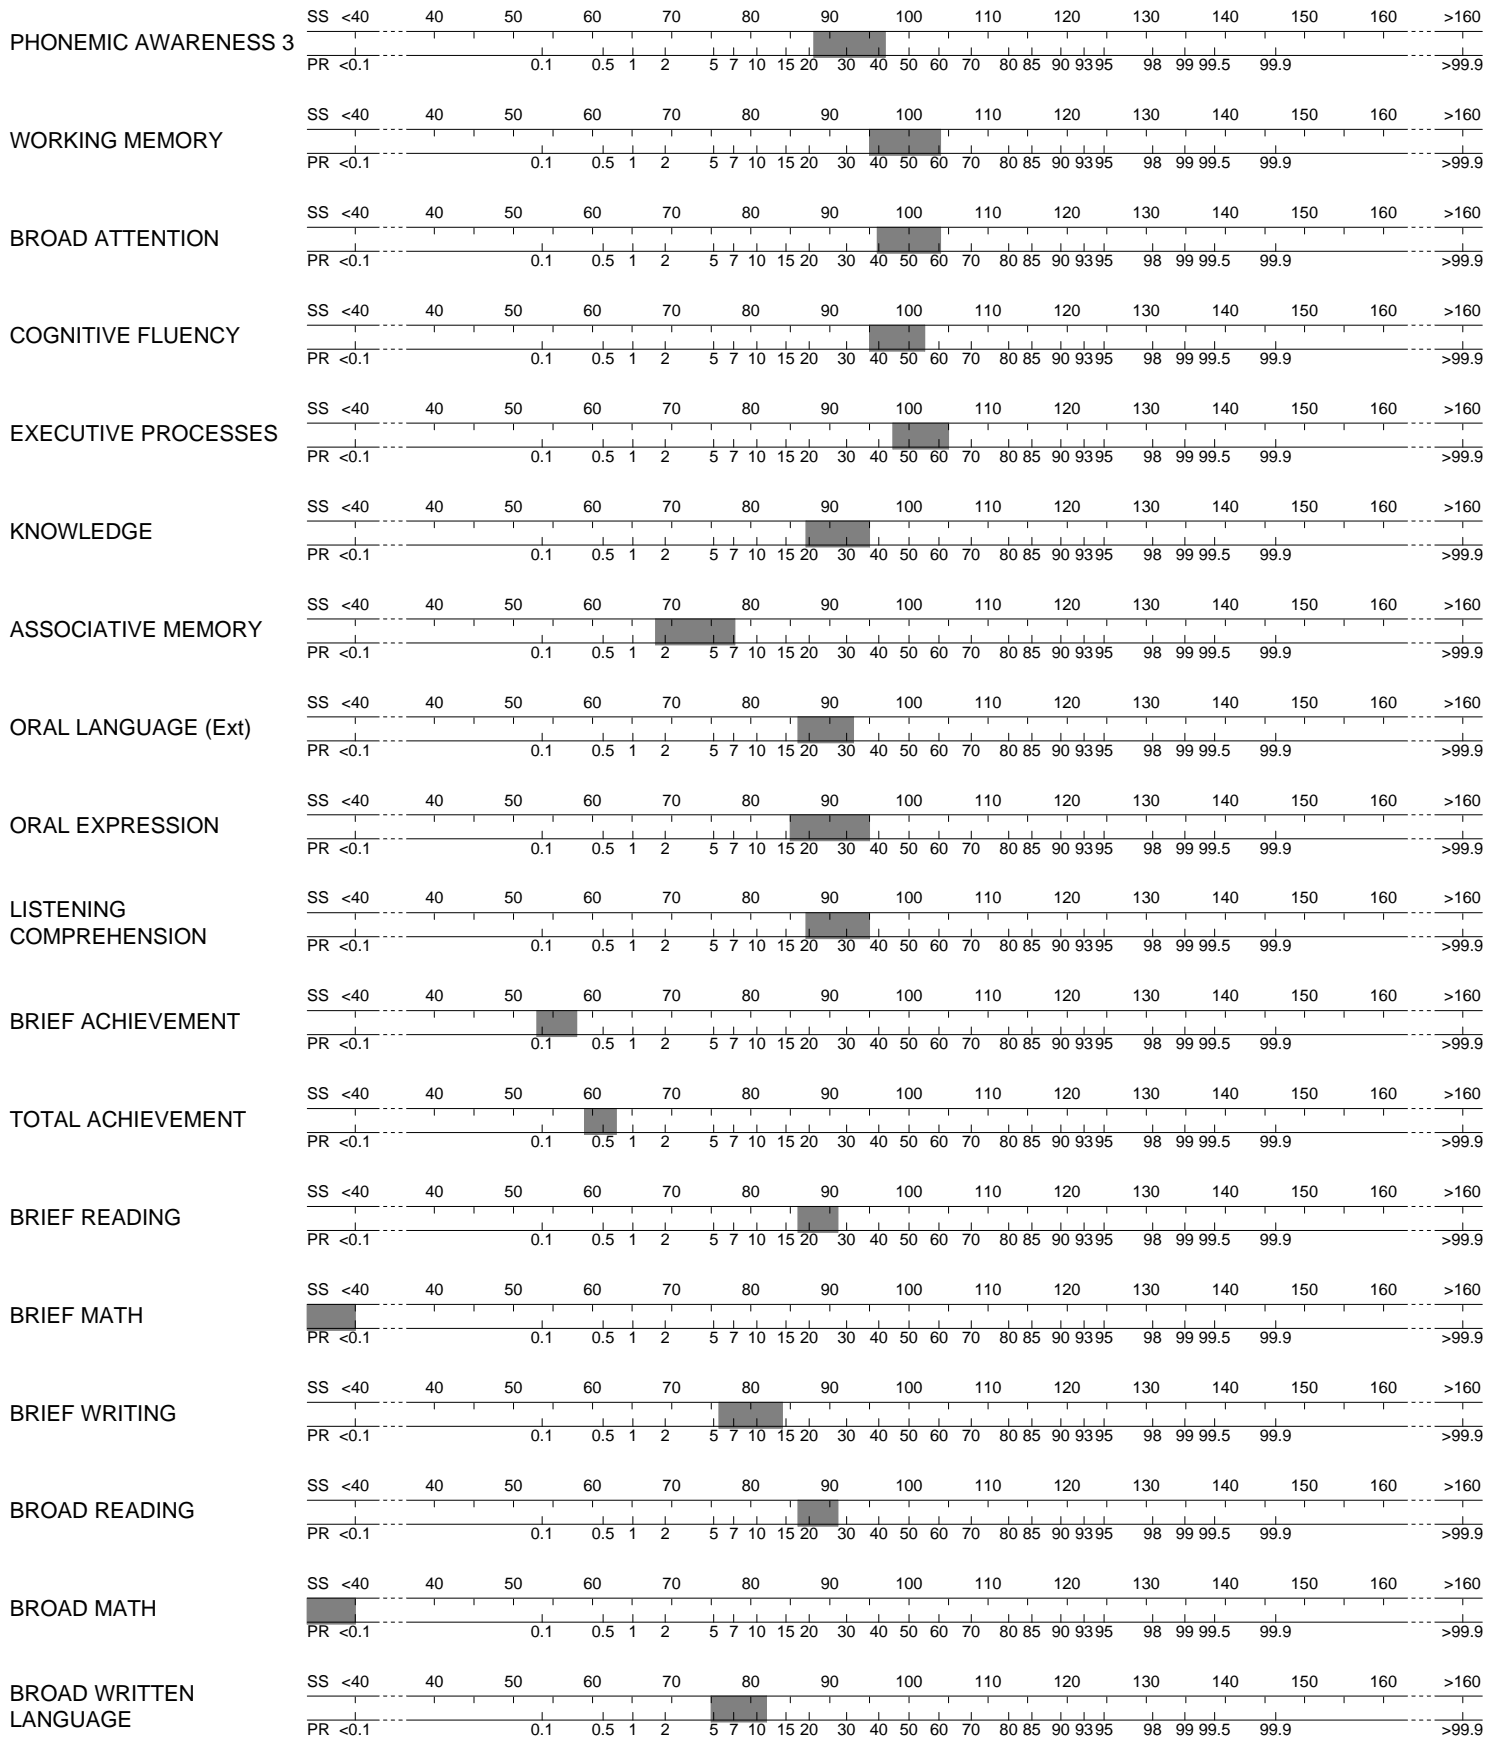 SS <40 40 50 60 70 80 90 100 110 120 130 140 150 160 >160
PHONEMIC AWARENESS 3
PR <0.1 0.1 0.5 1 2 5 7 10 15 20 30 40 50 60 70 80 85 90 93 95 98 99 99.5 99.9 >99.9
SS <40 40 50 60 70 80 90 100 110 120 130 140 150 160 >160
WORKING MEMORY
PR <0.1 0.1 0.5 1 2 5 7 10 15 20 30 40 50 60 70 80 85 90 93 95 98 99 99.5 99.9 >99.9
SS <40 40 50 60 70 80 90 100 110 120 130 140 150 160 >160
BROAD ATTENTION
PR <0.1 0.1 0.5 1 2 5 7 10 15 20 30 40 50 60 70 80 85 90 93 95 98 99 99.5 99.9 >99.9
SS <40 40 50 60 70 80 90 100 110 120 130 140 150 160 >160
COGNITIVE FLUENCY
PR <0.1 0.1 0.5 1 2 5 7 10 15 20 30 40 50 60 70 80 85 90 93 95 98 99 99.5 99.9 >99.9
SS <40 40 50 60 70 80 90 100 110 120 130 140 150 160 >160
EXECUTIVE PROCESSES
PR <0.1 0.1 0.5 1 2 5 7 10 15 20 30 40 50 60 70 80 85 90 93 95 98 99 99.5 99.9 >99.9
SS <40 40 50 60 70 80 90 100 110 120 130 140 150 160 >160
KNOWLEDGE
PR <0.1 0.1 0.5 1 2 5 7 10 15 20 30 40 50 60 70 80 85 90 93 95 98 99 99.5 99.9 >99.9
SS <40 40 50 60 70 80 90 100 110 120 130 140 150 160 >160
ASSOCIATIVE MEMORY
PR <0.1 0.1 0.5 1 2 5 7 10 15 20 30 40 50 60 70 80 85 90 93 95 98 99 99.5 99.9 >99.9
SS <40 40 50 60 70 80 90 100 110 120 130 140 150 160 >160
ORAL LANGUAGE (Ext)
PR <0.1 0.1 0.5 1 2 5 7 10 15 20 30 40 50 60 70 80 85 90 93 95 98 99 99.5 99.9 >99.9
SS <40 40 50 60 70 80 90 100 110 120 130 140 150 160 >160
ORAL EXPRESSION
PR <0.1 0.1 0.5 1 2 5 7 10 15 20 30 40 50 60 70 80 85 90 93 95 98 99 99.5 99.9 >99.9
SS <40 40 50 60 70 80 90 100 110 120 130 140 150 160 >160
LISTENING
COMPREHENSION
PR <0.1 0.1 0.5 1 2 5 7 10 15 20 30 40 50 60 70 80 85 90 93 95 98 99 99.5 99.9 >99.9
SS <40 40 50 60 70 80 90 100 110 120 130 140 150 160 >160
BRIEF ACHIEVEMENT
PR <0.1 0.1 0.5 1 2 5 7 10 15 20 30 40 50 60 70 80 85 90 93 95 98 99 99.5 99.9 >99.9
SS <40 40 50 60 70 80 90 100 110 120 130 140 150 160 >160
TOTAL ACHIEVEMENT
PR <0.1 0.1 0.5 1 2 5 7 10 15 20 30 40 50 60 70 80 85 90 93 95 98 99 99.5 99.9 >99.9
SS <40 40 50 60 70 80 90 100 110 120 130 140 150 160 >160
BRIEF READING
PR <0.1 0.1 0.5 1 2 5 7 10 15 20 30 40 50 60 70 80 85 90 93 95 98 99 99.5 99.9 >99.9
SS <40 40 50 60 70 80 90 100 110 120 130 140 150 160 >160
BRIEF MATH
PR <0.1 0.1 0.5 1 2 5 7 10 15 20 30 40 50 60 70 80 85 90 93 95 98 99 99.5 99.9 >99.9
SS <40 40 50 60 70 80 90 100 110 120 130 140 150 160 >160
BRIEF WRITING
PR <0.1 0.1 0.5 1 2 5 7 10 15 20 30 40 50 60 70 80 85 90 93 95 98 99 99.5 99.9 >99.9
SS <40 40 50 60 70 80 90 100 110 120 130 140 150 160 >160
BROAD READING
PR <0.1 0.1 0.5 1 2 5 7 10 15 20 30 40 50 60 70 80 85 90 93 95 98 99 99.5 99.9 >99.9
SS <40 40 50 60 70 80 90 100 110 120 130 140 150 160 >160
BROAD MATH
PR <0.1 0.1 0.5 1 2 5 7 10 15 20 30 40 50 60 70 80 85 90 93 95 98 99 99.5 99.9 >99.9
SS <40 40 50 60 70 80 90 100 110 120 130 140 150 160 >160
BROAD WRITTEN
LANGUAGE
PR <0.1 0.1 0.5 1 2 5 7 10 15 20 30 40 50 60 70 80 85 90 93 95 98 99 99.5 99.9 >99.9